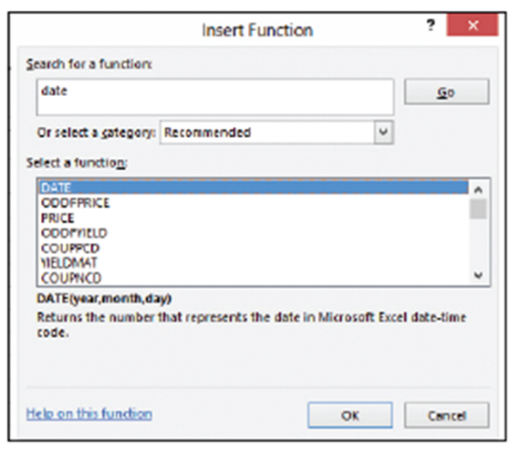 Insert Function
?
Search for a function:
date
Go
Or select a category: Recommended
Select a function:
DATE
ODDFPRICE
PRICE
ODDFYIELD
COUPPCD
YIELDMAT
COUPNCD
DATE(year,month,day)
Returns the number that represents the date in Microsoft Excel date-time
code.
Help on this function
OK
Cancel